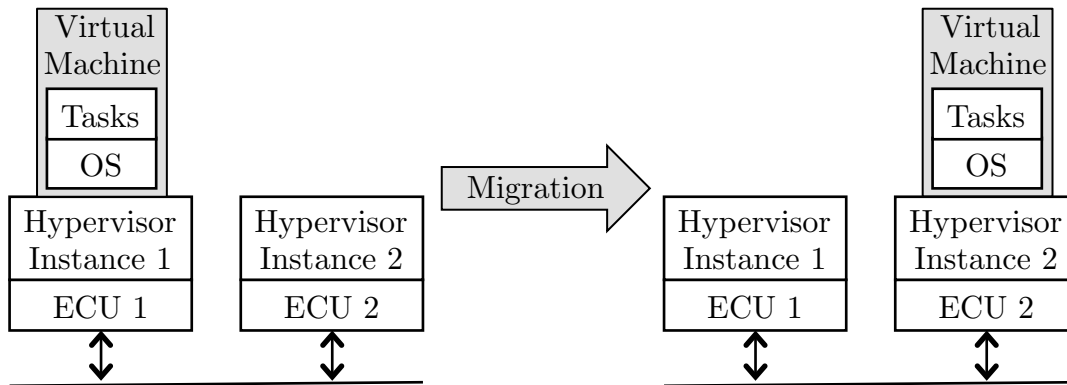 Virtual
Machine
Tasks
OS
Hypervisor
Instance 1
ECU 1
Hypervisor
Instance 2
ECU 2
Migration
Hypervisor
Instance 1
ECU 1
Virtual
Machine
Tasks
OS
Hypervisor
Instance 2
ECU 2